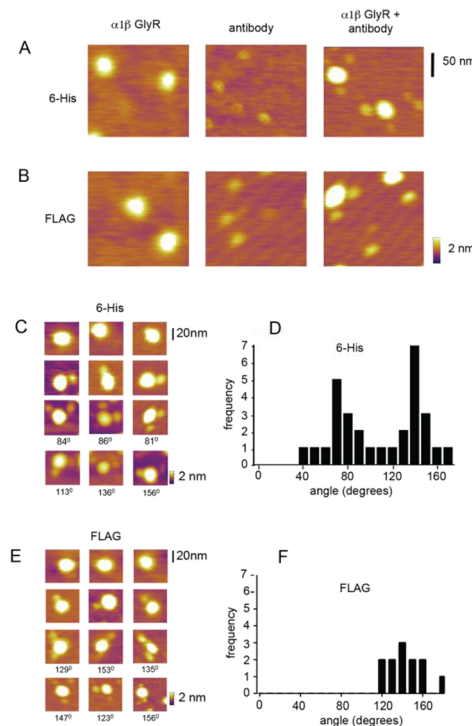 α1β GlyR antibody α1β GlyR +
antibody
A
6-His
50 nm
B
FLAG
2 nm
C 6-His
20nm
84⁰ 86⁰ 81⁰
113⁰ 136⁰ 156⁰
2 nm
D
6-His
7
6
5
4
3
2
1
frequency
0 40 80 120 160
angle (degrees)
E FLAG
20nm
129⁰ 153⁰ 135⁰
147⁰ 123⁰ 156⁰
2 nm
F
FLAG
7
6
5
4
3
2
1
0
frequency
0 40 80 120 160
angle (degrees)